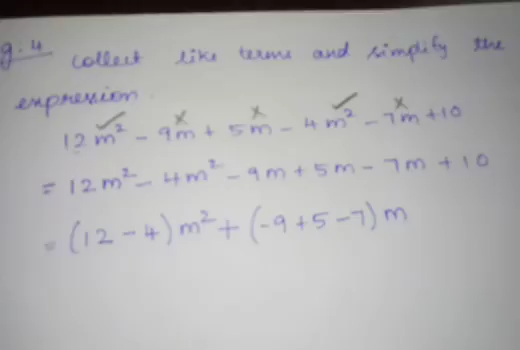 g.4 collect like terms and simplify the
expression.
12m² - 9m + 5m - 4m² - 7m + 10
= 12m² - 4m² - 9m + 5m - 7m + 10
= (12 - 4)m² + (-9 + 5 - 7)m